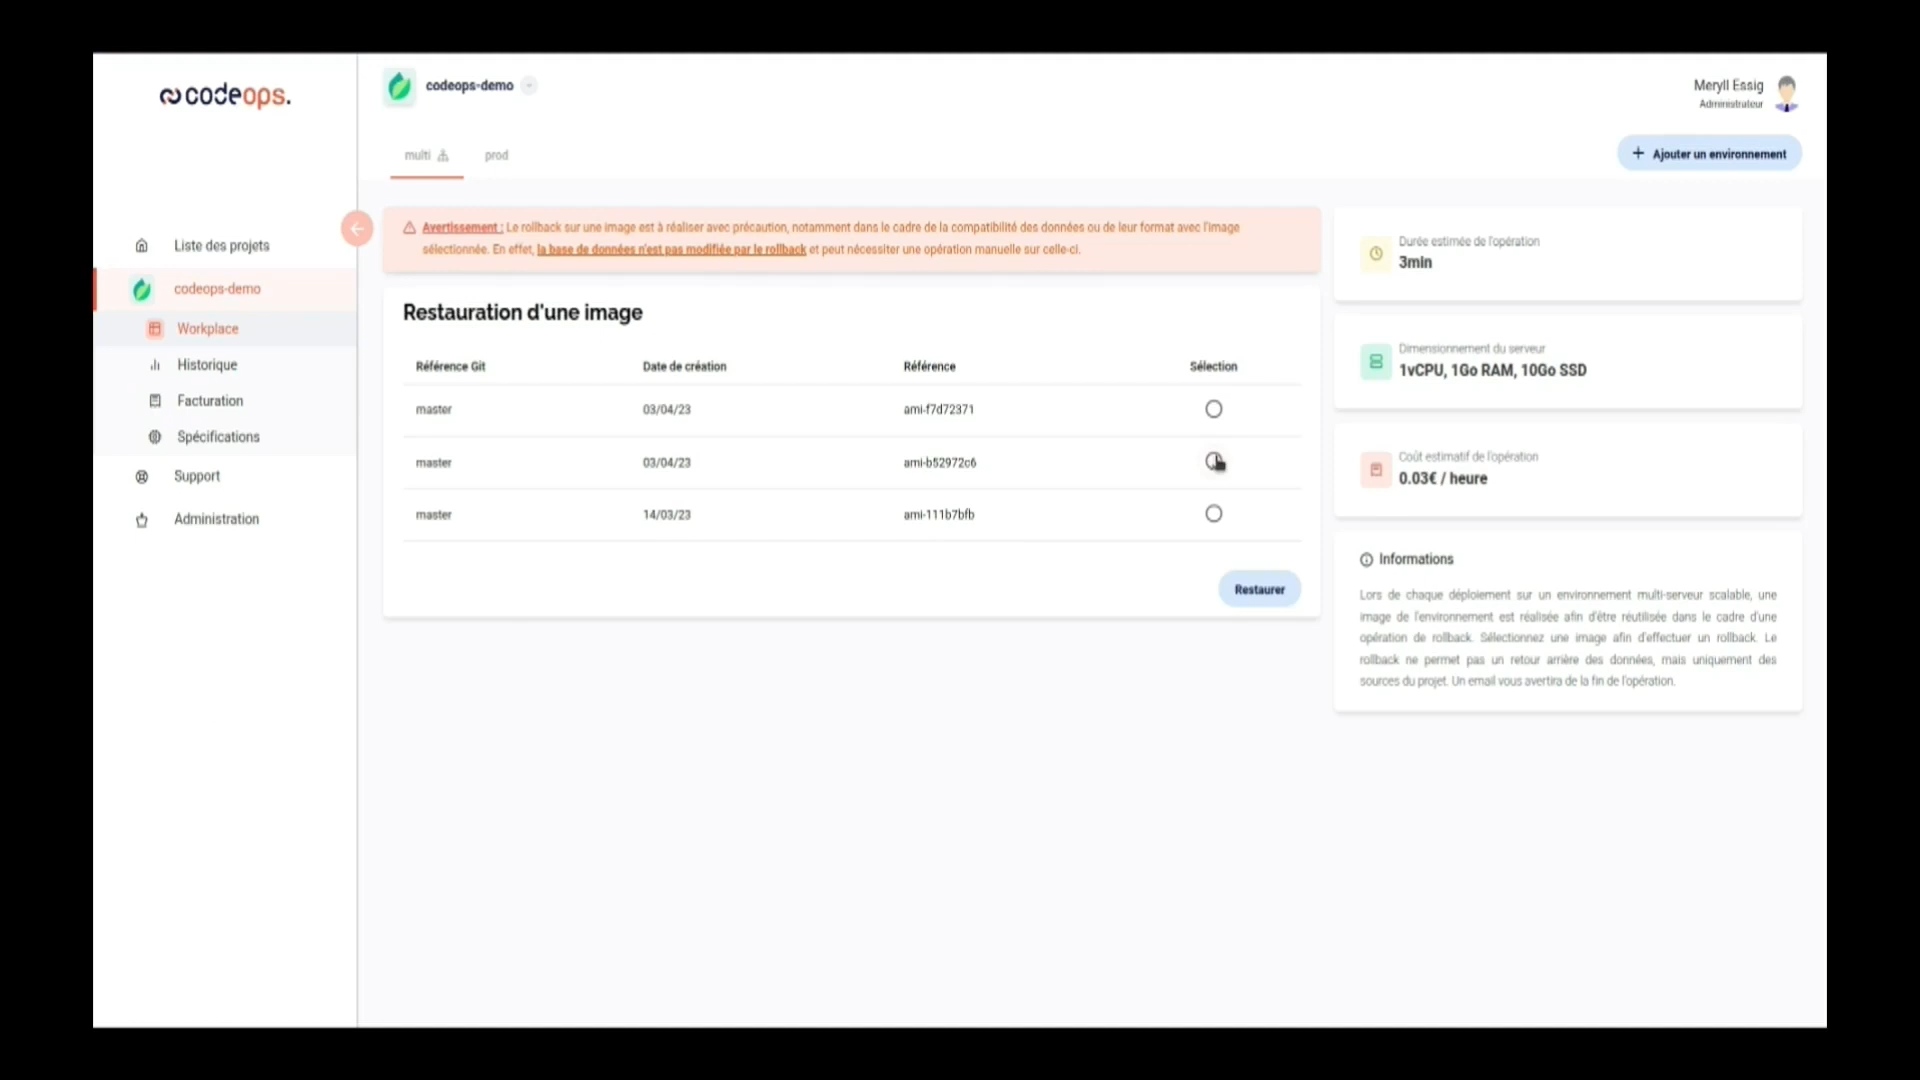 codeops.
codeops-demo
Meryll Essig
Administrateur
multi
prod
+ Ajouter un environnement
Liste des projets
codeops-demo
Workplace
Historique
Facturation
Spécifications
Support
Administration
Avertissement : Le rollback sur une image est à réaliser avec précaution, notamment dans le cadre de la compatibilité des données ou de leur format avec l'image
sélectionnée. En effet, la base de données n'est pas modifiée par le rollback et peut nécessiter une opération manuelle sur celle-ci.
Restauration d'une image
Référence Git Date de création Référence Sélection
master 03/04/23 ami-f7d72371
master 03/04/23 ami-b52972c6
master 14/03/23 ami-111b7bfb
Restaurer
Durée estimée de l'opération
3min
Dimensionnement du serveur
1vCPU, 1Go RAM, 10Go SSD
Coût estimatif de l'opération
0.03€ / heure
Informations
Lors de chaque déploiement sur un environnement multi-serveur scalable, une
image de l'environnement est réalisée afin d'être réutilisée dans le cadre d'une
opération de rollback. Sélectionnez une image afin d'effectuer un rollback. Le
rollback ne permet pas un retour arrière des données, mais uniquement des
sources du projet. Un email vous avertira de la fin de l'opération.